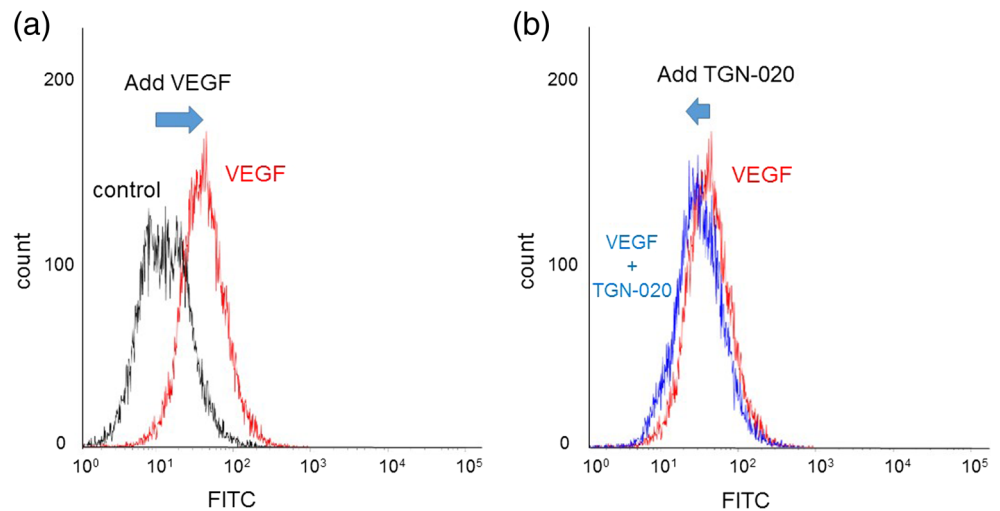 (a)
200
Add VEGF
control
VEGF
100
count
0
10⁰ 10¹ 10² 10³ 10⁴ 10⁵
FITC
(b)
200
Add TGN-020
VEGF
100
VEGF
+
TGN-020
count
0
10⁰ 10¹ 10² 10³ 10⁴ 10⁵
FITC